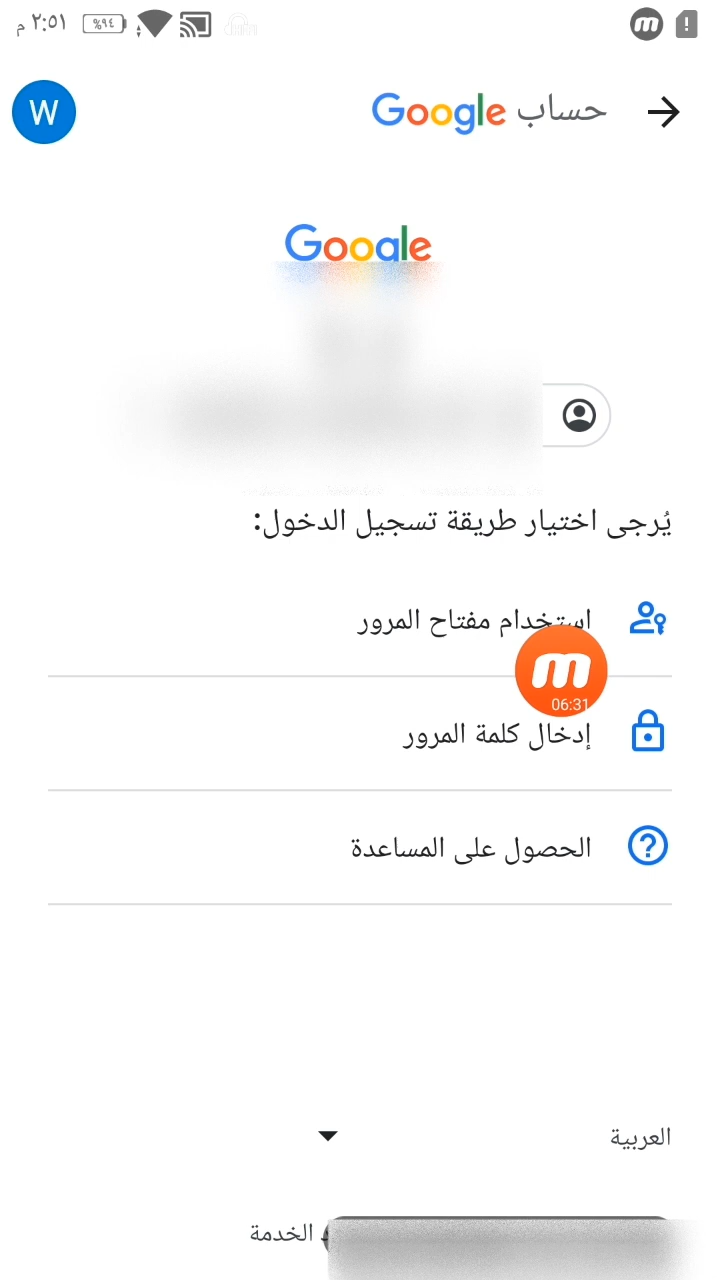 ٢:٥١ م
%٩٤
حساب Google
W
Google
يُرجى اختيار طريقة تسجيل الدخول:
استخدام مفتاح المرور
06:31
إدخال كلمة المرور
الحصول على المساعدة
العربية
الخدمة